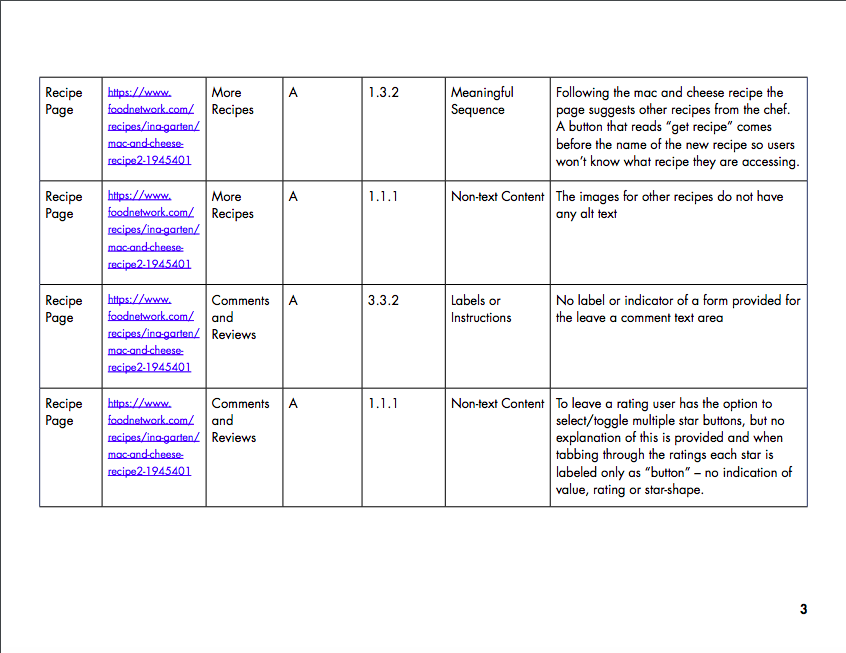 Recipe Page
https://www.foodnetwork.com/recipes/ina-garten/mac-and-cheese-recipe2-1945401
More Recipes
A
1.3.2
Meaningful Sequence
Following the mac and cheese recipe the
page suggests other recipes from the chef.
A button that reads “get recipe” comes
before the name of the new recipe so users
won’t know what recipe they are accessing.
Recipe Page
https://www.foodnetwork.com/recipes/ina-garten/mac-and-cheese-recipe2-1945401
More Recipes
A
1.1.1
Non-text Content
The images for other recipes do not have
any alt text
Recipe Page
https://www.foodnetwork.com/recipes/ina-garten/mac-and-cheese-recipe2-1945401
Comments and Reviews
A
3.3.2
Labels or Instructions
No label or indicator of a form provided for
the leave a comment text area
Recipe Page
https://www.foodnetwork.com/recipes/ina-garten/mac-and-cheese-recipe2-1945401
Comments and Reviews
A
1.1.1
Non-text Content
To leave a rating user has the option to
select/toggle multiple star buttons, but no
explanation of this is provided and when
tabbing through the ratings each star is
labeled only as “button” – no indication of
value, rating or star-shape.
3